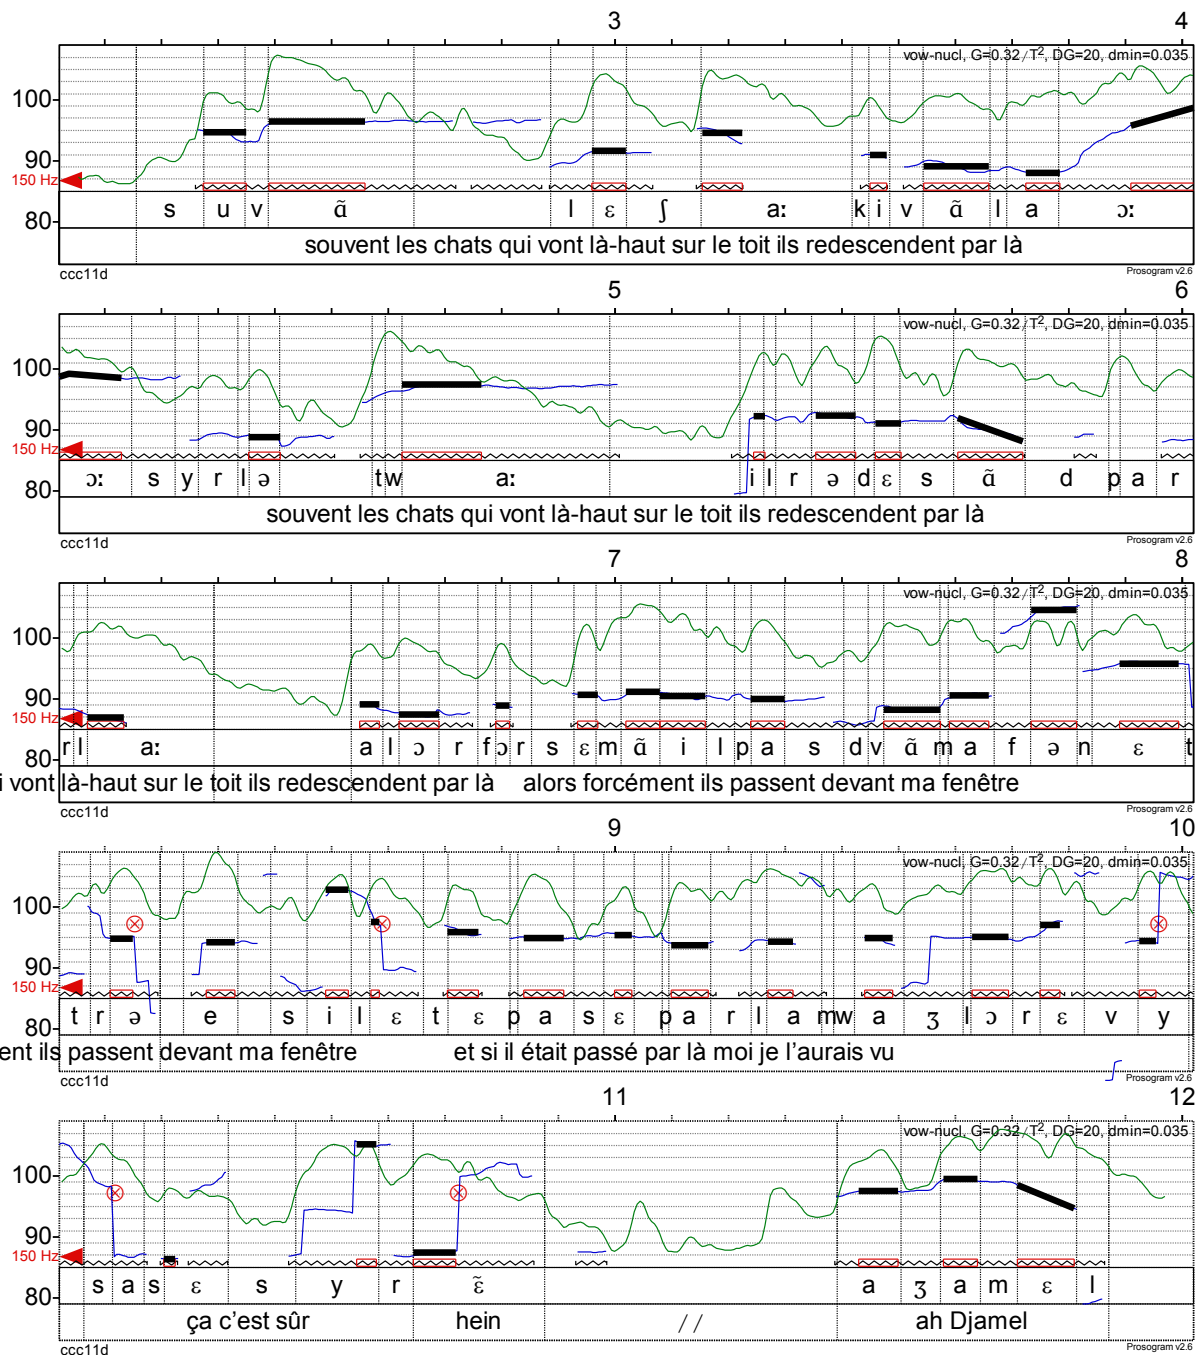 3 4
vow-nucl, G=0.32/T², DG=20, dmin=0.035
100
90
150 Hz
80
s u v ɑ̃ l ɛ ʃ aː k i v ɑ̃ l a ɔː
souvent les chats qui vont là-haut sur le toit ils redescendent par là
ccc11d Prosogram v2.6
5 6
vow-nucl, G=0.32/T², DG=20, dmin=0.035
100
90
150 Hz
80
ɔː s y r l ə t w aː i l r ə d ɛ s ɑ̃ d p a r
souvent les chats qui vont là-haut sur le toit ils redescendent par là
ccc11d Prosogram v2.6
7 8
vow-nucl, G=0.32/T², DG=20, dmin=0.035
100
90
150 Hz
80
r l aː a l ɔ r f ɔ r s ɛ m ɑ̃ i l p a s d v ɑ̃ m a f ə n ɛ t
i vont là-haut sur le toit ils redescendent par là alors forcément ils passent devant ma fenêtre
ccc11d Prosogram v2.6
9 10
vow-nucl, G=0.32/T², DG=20, dmin=0.035
100
90
150 Hz
80
t r ə e s i l ɛ t ɛ p a s ɛ p a r l a m w a ʒ l ɔ r ɛ v y
ent ils passent devant ma fenêtre et si il était passé par là moi je l'aurais vu
ccc11d Prosogram v2.6
11 12
vow-nucl, G=0.32/T², DG=20, dmin=0.035
100
90
150 Hz
80
s a s ɛ s y r ɛ̃ a ʒ a m ɛ l
ça c'est sûr hein // ah Djamel
ccc11d Prosogram v2.6